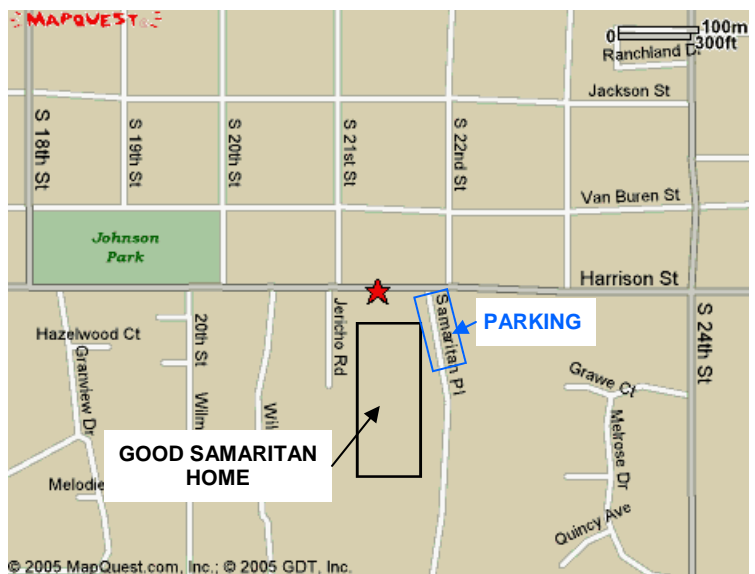 MAPQUEST
100m
0
300ft
Ranchland Dr
Jackson St
S 18th St
S 19th St
S 20th St
S 21st St
S 22nd St
Van Buren St
Johnson
Park
Harrison St
Samaritan Pl
PARKING
Jericho Rd
S 24th St
Hazelwood Ct
20th St
Granview Dr
Wilm
Wil
Grawe Ct
Melrose Dr
GOOD SAMARITAN
HOME
Melodie
Quincy Ave
© 2005 MapQuest.com, Inc.; © 2005 GDT, Inc.